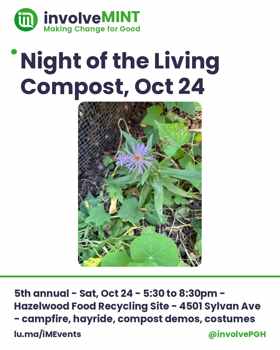 involveMINT
Making Change for Good
Night of the Living
Compost, Oct 24
5th annual - Sat, Oct 24 - 5:30 to 8:30pm -
Hazelwood Food Recycling Site - 4501 Sylvan Ave
- campfire, hayride, compost demos, costumes
lu.ma/iMEvents @involvePGH